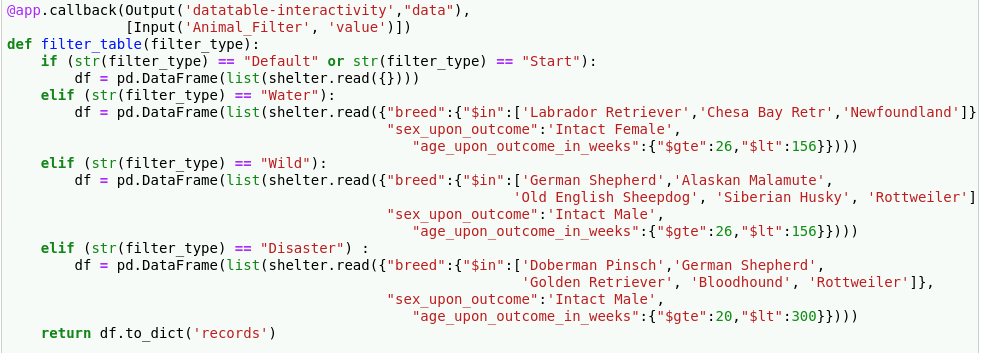 @app.callback(Output('datatable-interactivity',"data"),
              [Input('Animal_Filter', 'value')])
def filter_table(filter_type):
    if (str(filter_type) == "Default" or str(filter_type) == "Start"):
        df = pd.DataFrame(list(shelter.read({})))
    elif (str(filter_type) == "Water"):
        df = pd.DataFrame(list(shelter.read({"breed":{"$in":['Labrador Retriever','Chesa Bay Retr','Newfoundland']}
                                             "sex_upon_outcome":'Intact Female',
                                                "age_upon_outcome_in_weeks":{"$gte":26,"$lt":156}})))
    elif (str(filter_type) == "Wild"):
        df = pd.DataFrame(list(shelter.read({"breed":{"$in":['German Shepherd','Alaskan Malamute',
                                                            'Old English Sheepdog', 'Siberian Husky', 'Rottweiler']
                                             "sex_upon_outcome":'Intact Male',
                                                "age_upon_outcome_in_weeks":{"$gte":26,"$lt":156}})))
    elif (str(filter_type) == "Disaster") :
        df = pd.DataFrame(list(shelter.read({"breed":{"$in":['Doberman Pinsch','German Shepherd',
                                                             'Golden Retriever', 'Bloodhound', 'Rottweiler']},
                                             "sex_upon_outcome":'Intact Male',
                                                "age_upon_outcome_in_weeks":{"$gte":20,"$lt":300}})))
    return df.to_dict('records')